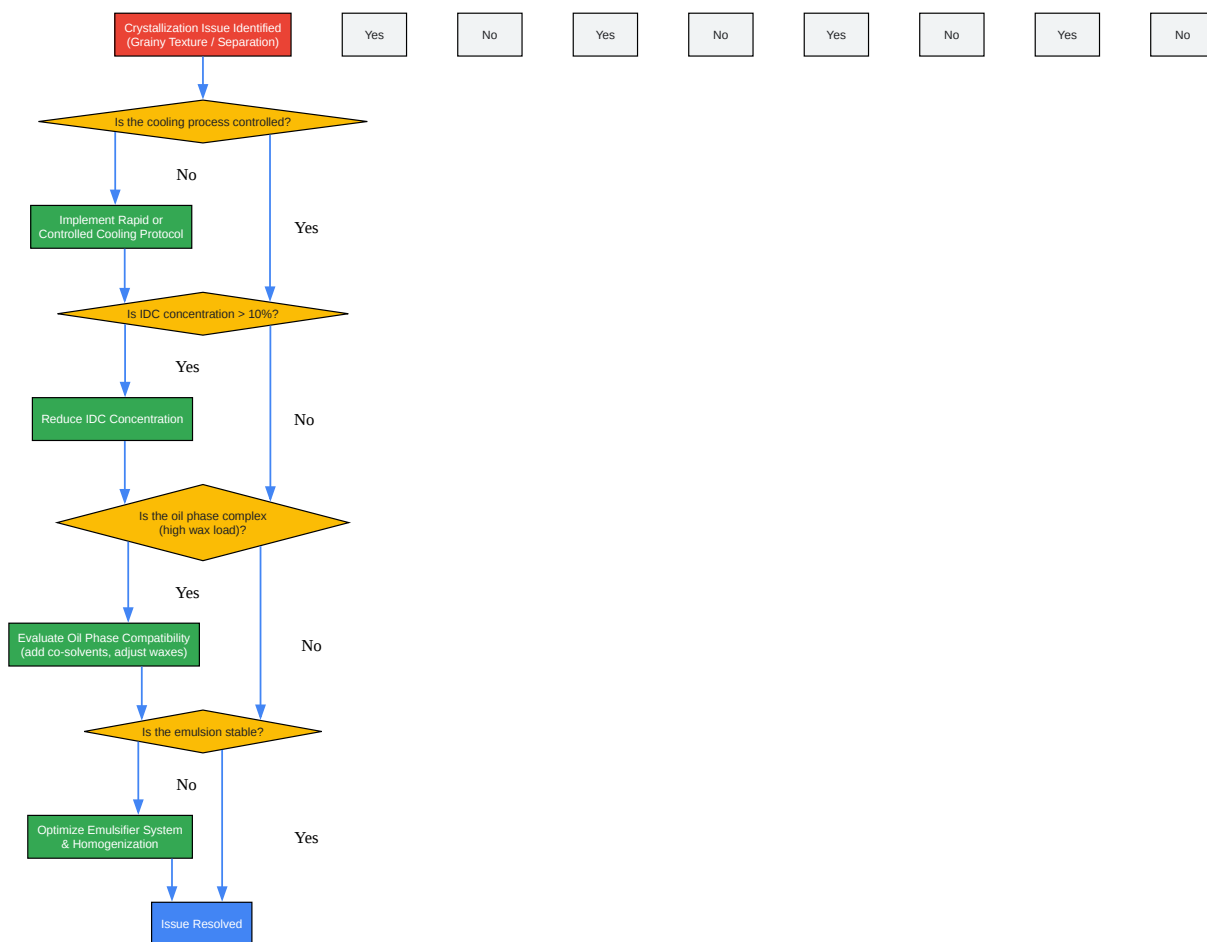 Crystallization Issue Identified
(Grainy Texture / Separation)
Yes
No
Yes
No
Yes
No
Yes
No
Is the cooling process controlled?
No
Implement Rapid or
Controlled Cooling Protocol
Yes
Is IDC concentration > 10%?
Yes
Reduce IDC Concentration
No
Is the oil phase complex
(high wax load)?
Yes
Evaluate Oil Phase Compatibility
(add co-solvents, adjust waxes)
No
Is the emulsion stable?
No
Optimize Emulsifier System
& Homogenization
Yes
Issue Resolved